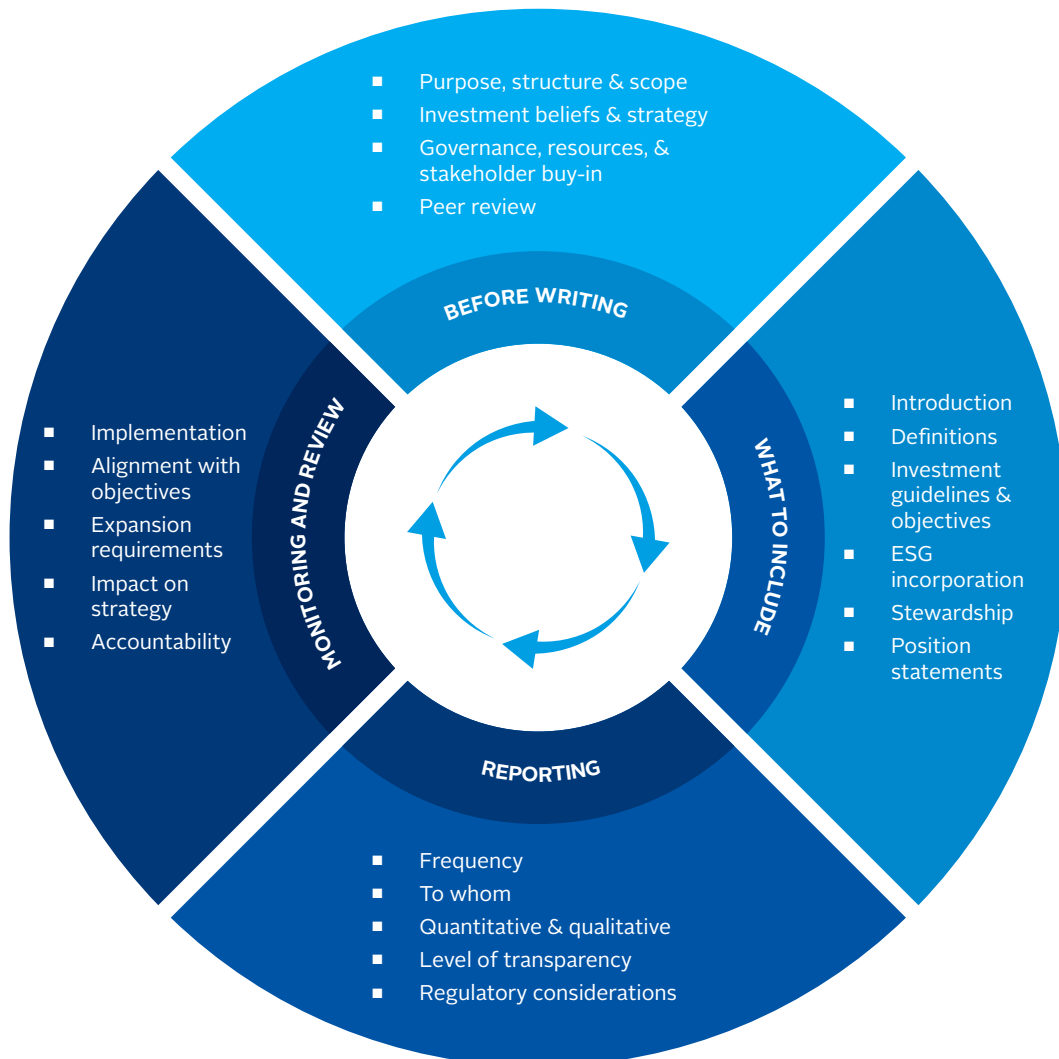 ■ Purpose, structure & scope
■ Investment beliefs & strategy
■ Governance, resources, &
stakeholder buy-in
■ Peer review
BEFORE WRITING
■ Introduction
■ Definitions
■ Investment
guidelines &
objectives
■ ESG
incorporation
■ Stewardship
■ Position
statements
WHAT TO INCLUDE
REPORTING
■ Frequency
■ To whom
■ Quantitative & qualitative
■ Level of transparency
■ Regulatory considerations
MONITORING AND REVIEW
■ Implementation
■ Alignment with
objectives
■ Expansion
requirements
■ Impact on
strategy
■ Accountability